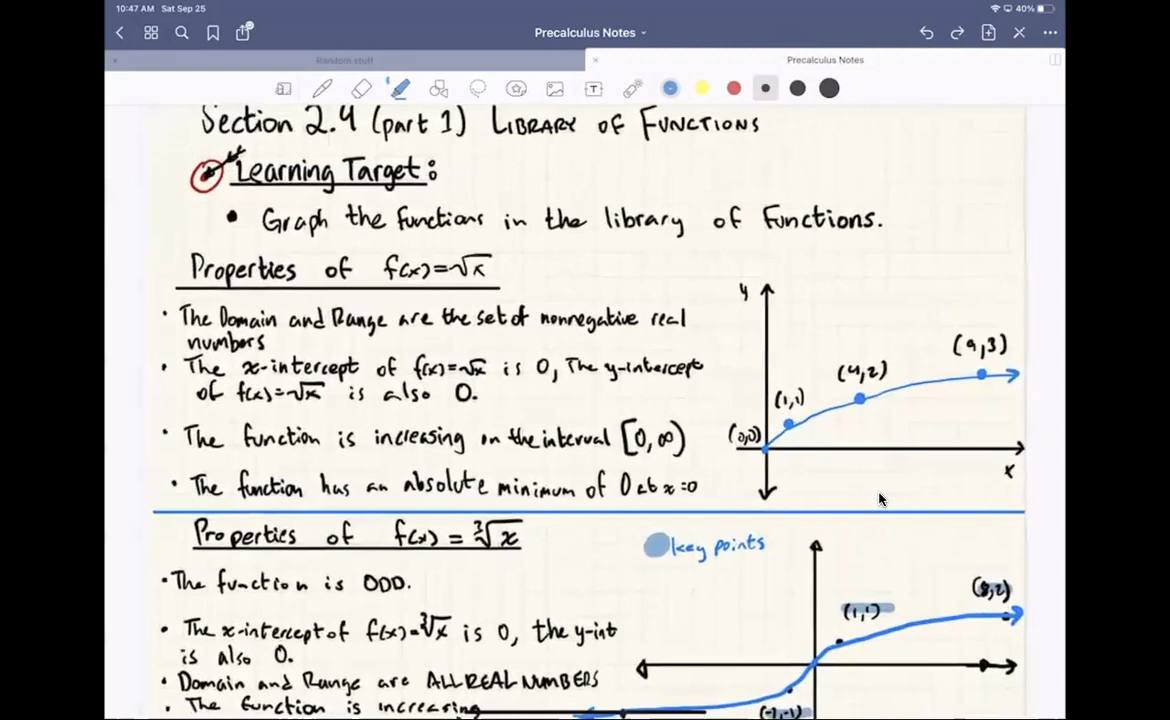 10:47 AM Sat Sep 25
40%
Precalculus Notes
Random stuff
Precalculus Notes
Section 2.4 (part 1) LIBRARY OF FUNCTIONS
Learning Target:
• Graph the functions in the library of Functions.
Properties of f(x)=√x
• The Domain and Range are the set of nonnegative real
numbers
• The x-intercept of f(x)=√x is 0, The y-intercept
of f(x)=√x is also 0.
• The function is increasing on the interval [0,∞)
• The function has an absolute minimum of 0 at x=0
y
(0,0)
(1,1)
(4,2)
(9,3)
x
Properties of f(x) = ∛x
• The function is ODD.
• The x-intercept of f(x)=∛x is 0, the y-int
is also 0.
• Domain and Range are ALL REAL NUMBERS
• The function is increasing
key points
(1,1)
(8,2)
(-1,-1)